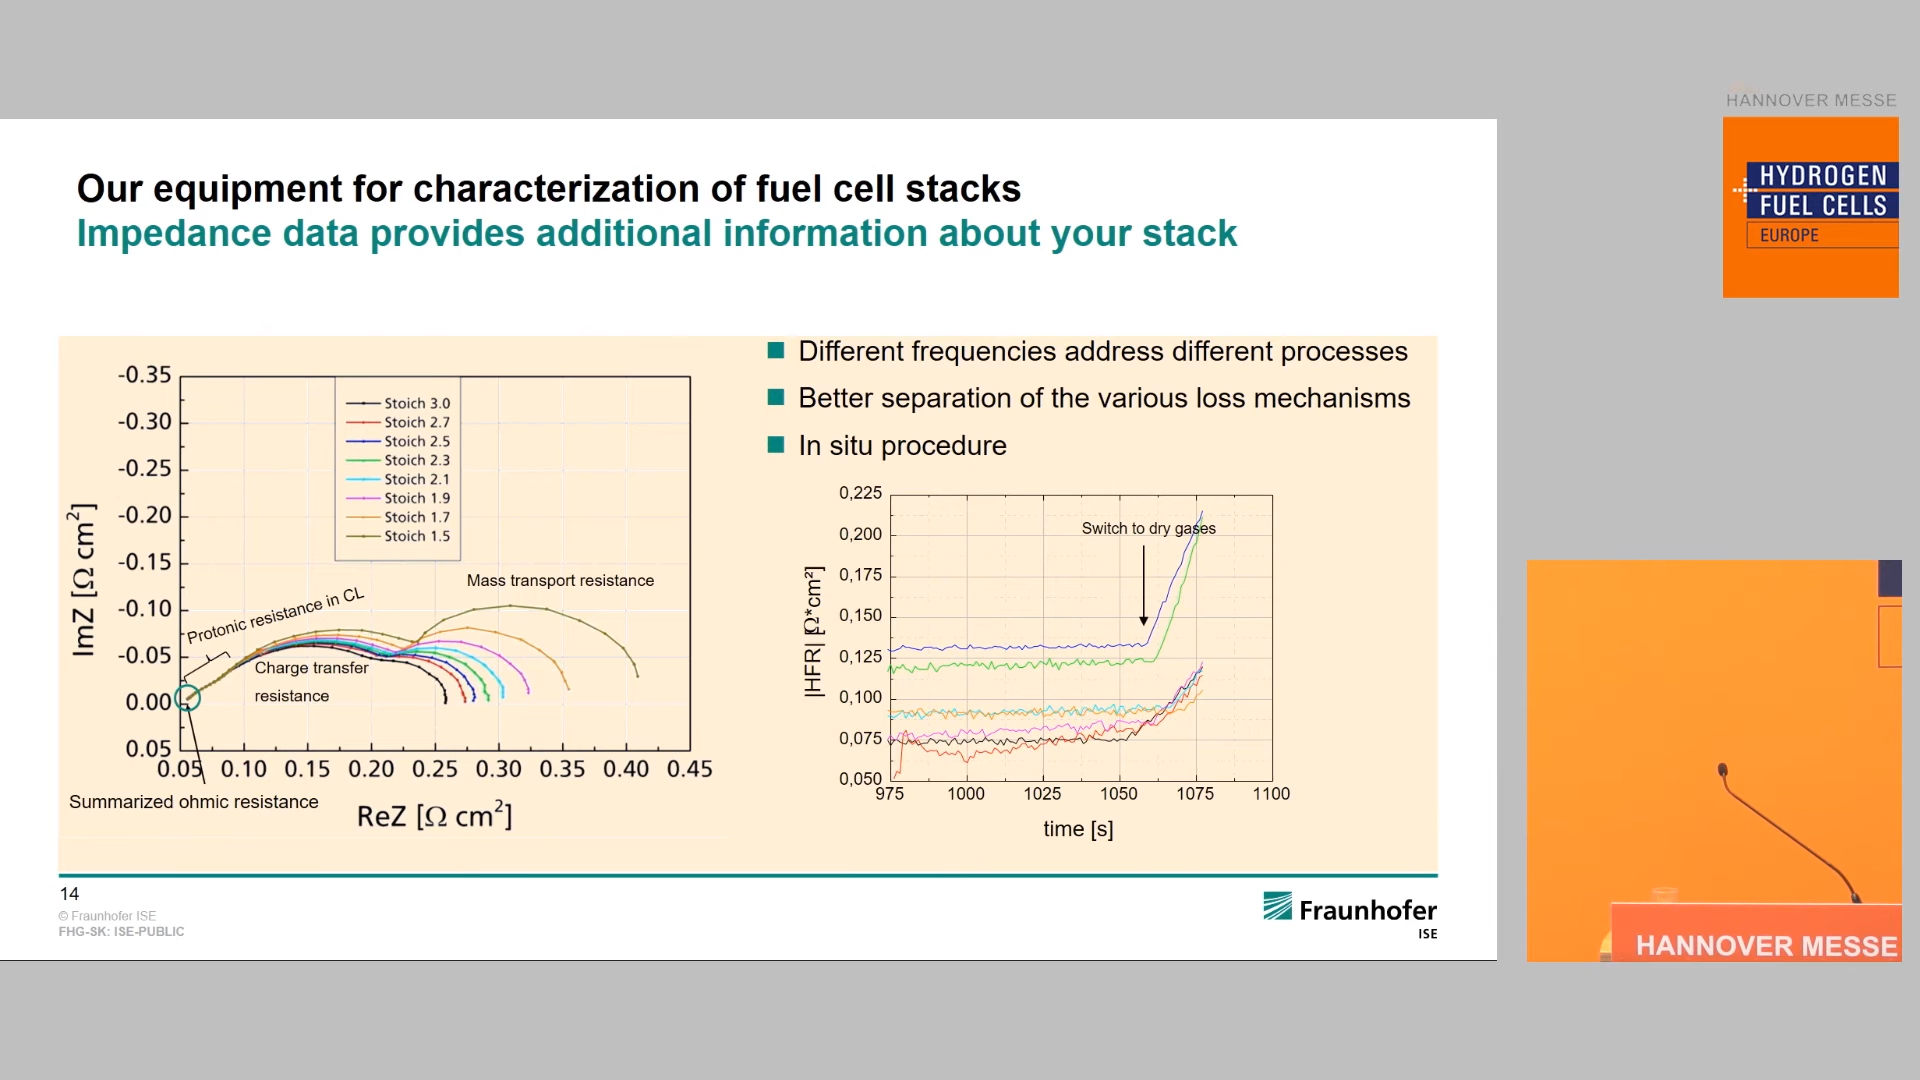 HANNOVER MESSE
HYDROGEN
FUEL CELLS
EUROPE
Our equipment for characterization of fuel cell stacks
Impedance data provides additional information about your stack
-0.35
-0.30
-0.25
-0.20
-0.15
-0.10
-0.05
0.00
0.05
ImZ [Ω cm²]
Stoich 3.0
Stoich 2.7
Stoich 2.5
Stoich 2.3
Stoich 2.1
Stoich 1.9
Stoich 1.7
Stoich 1.5
Mass transport resistance
Protonic resistance in CL
Charge transfer
resistance
0.05 0.10 0.15 0.20 0.25 0.30 0.35 0.40 0.45
Summarized ohmic resistance
ReZ [Ω cm²]
Different frequencies address different processes
Better separation of the various loss mechanisms
In situ procedure
0,225
0,200
0,175
0,150
0,125
0,100
0,075
0,050
|HFR| [Ω*cm²]
Switch to dry gases
975 1000 1025 1050 1075 1100
time [s]
14
© Fraunhofer ISE
FHG-SK: ISE-PUBLIC
Fraunhofer
ISE
HANNOVER MESSE